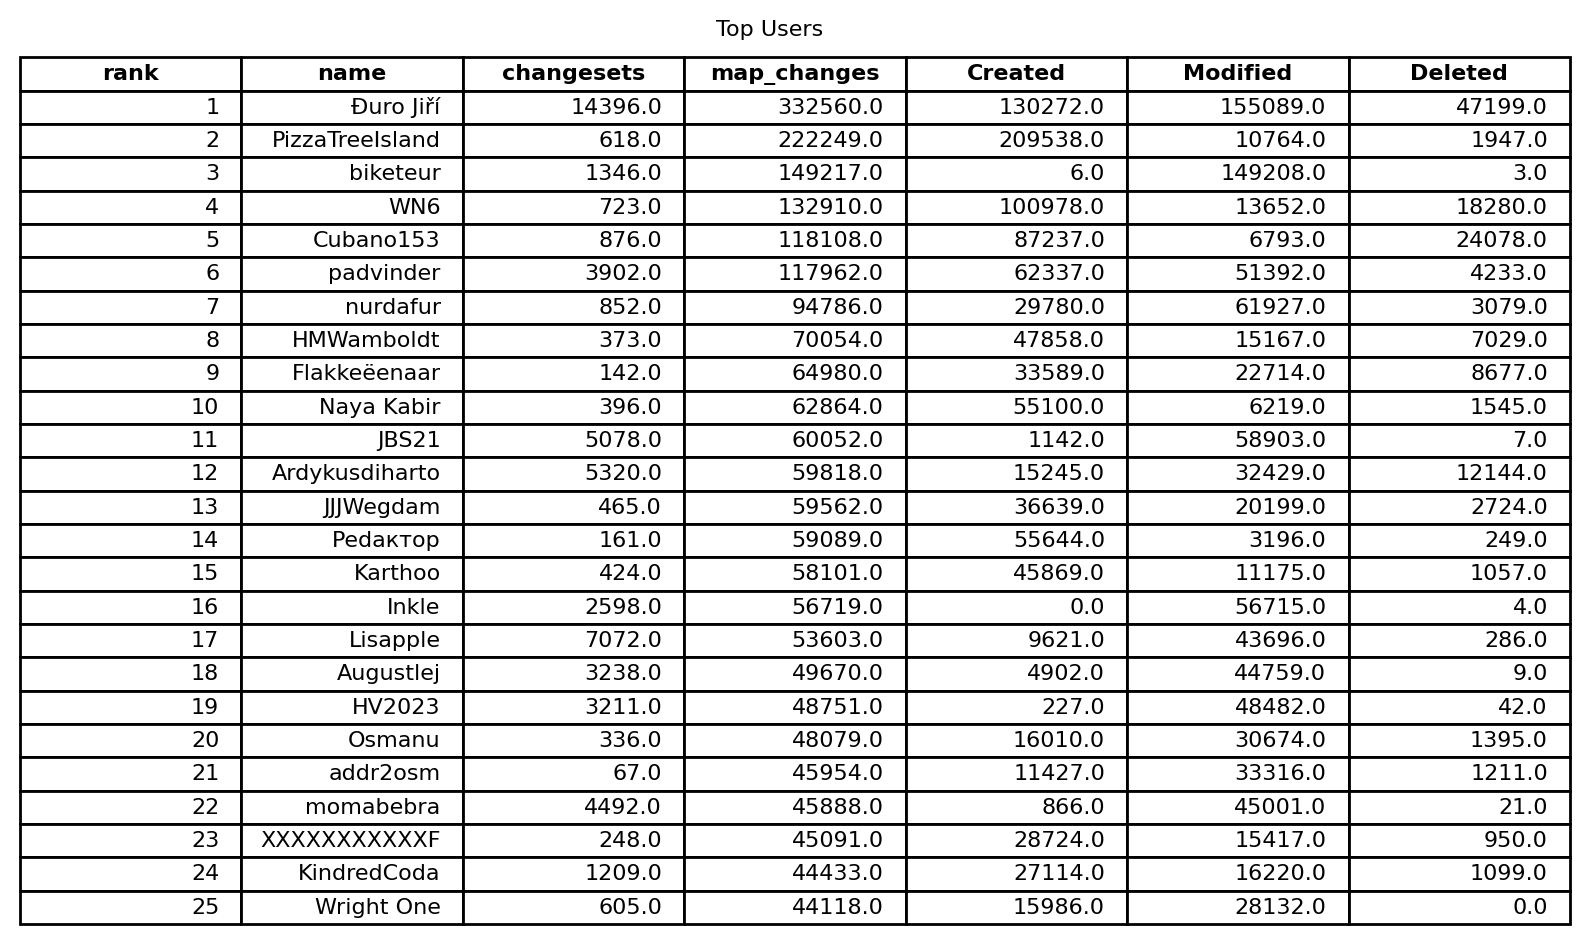 Top Users
rank name changesets map_changes Created Modified Deleted
1 Đuro Jiří 14396.0 332560.0 130272.0 155089.0 47199.0
2 PizzaTreeIsland 618.0 222249.0 209538.0 10764.0 1947.0
3 biketeur 1346.0 149217.0 6.0 149208.0 3.0
4 WN6 723.0 132910.0 100978.0 13652.0 18280.0
5 Cubano153 876.0 118108.0 87237.0 6793.0 24078.0
6 padvinder 3902.0 117962.0 62337.0 51392.0 4233.0
7 nurdafur 852.0 94786.0 29780.0 61927.0 3079.0
8 HMWamboldt 373.0 70054.0 47858.0 15167.0 7029.0
9 Flakkeëenaar 142.0 64980.0 33589.0 22714.0 8677.0
10 Naya Kabir 396.0 62864.0 55100.0 6219.0 1545.0
11 JBS21 5078.0 60052.0 1142.0 58903.0 7.0
12 Ardykusdiharto 5320.0 59818.0 15245.0 32429.0 12144.0
13 JJJWegdam 465.0 59562.0 36639.0 20199.0 2724.0
14 Pedaктор 161.0 59089.0 55644.0 3196.0 249.0
15 Karthoo 424.0 58101.0 45869.0 11175.0 1057.0
16 Inkle 2598.0 56719.0 0.0 56715.0 4.0
17 Lisapple 7072.0 53603.0 9621.0 43696.0 286.0
18 Augustlej 3238.0 49670.0 4902.0 44759.0 9.0
19 HV2023 3211.0 48751.0 227.0 48482.0 42.0
20 Osmanu 336.0 48079.0 16010.0 30674.0 1395.0
21 addr2osm 67.0 45954.0 11427.0 33316.0 1211.0
22 momabebra 4492.0 45888.0 866.0 45001.0 21.0
23 XXXXXXXXXXXF 248.0 45091.0 28724.0 15417.0 950.0
24 KindredCoda 1209.0 44433.0 27114.0 16220.0 1099.0
25 Wright One 605.0 44118.0 15986.0 28132.0 0.0